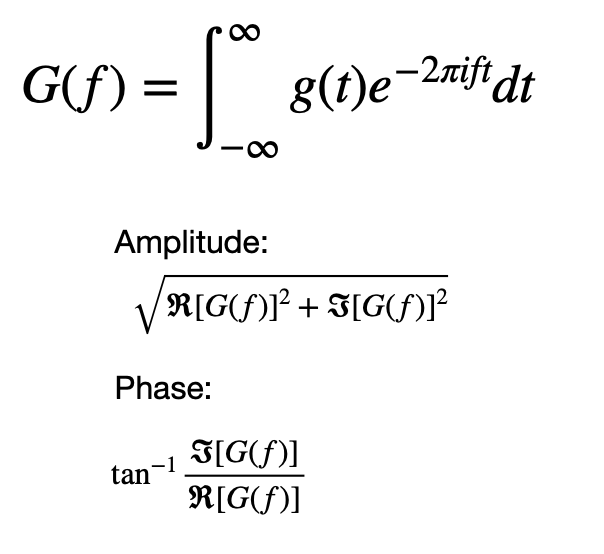 G(f) = ∫_{-∞}^{∞} g(t)e^{-2πift}dt
Amplitude:
√(ℜ[G(f)]² + ℑ[G(f)]²)
Phase:
tan⁻¹ ℑ[G(f)] / ℜ[G(f)]